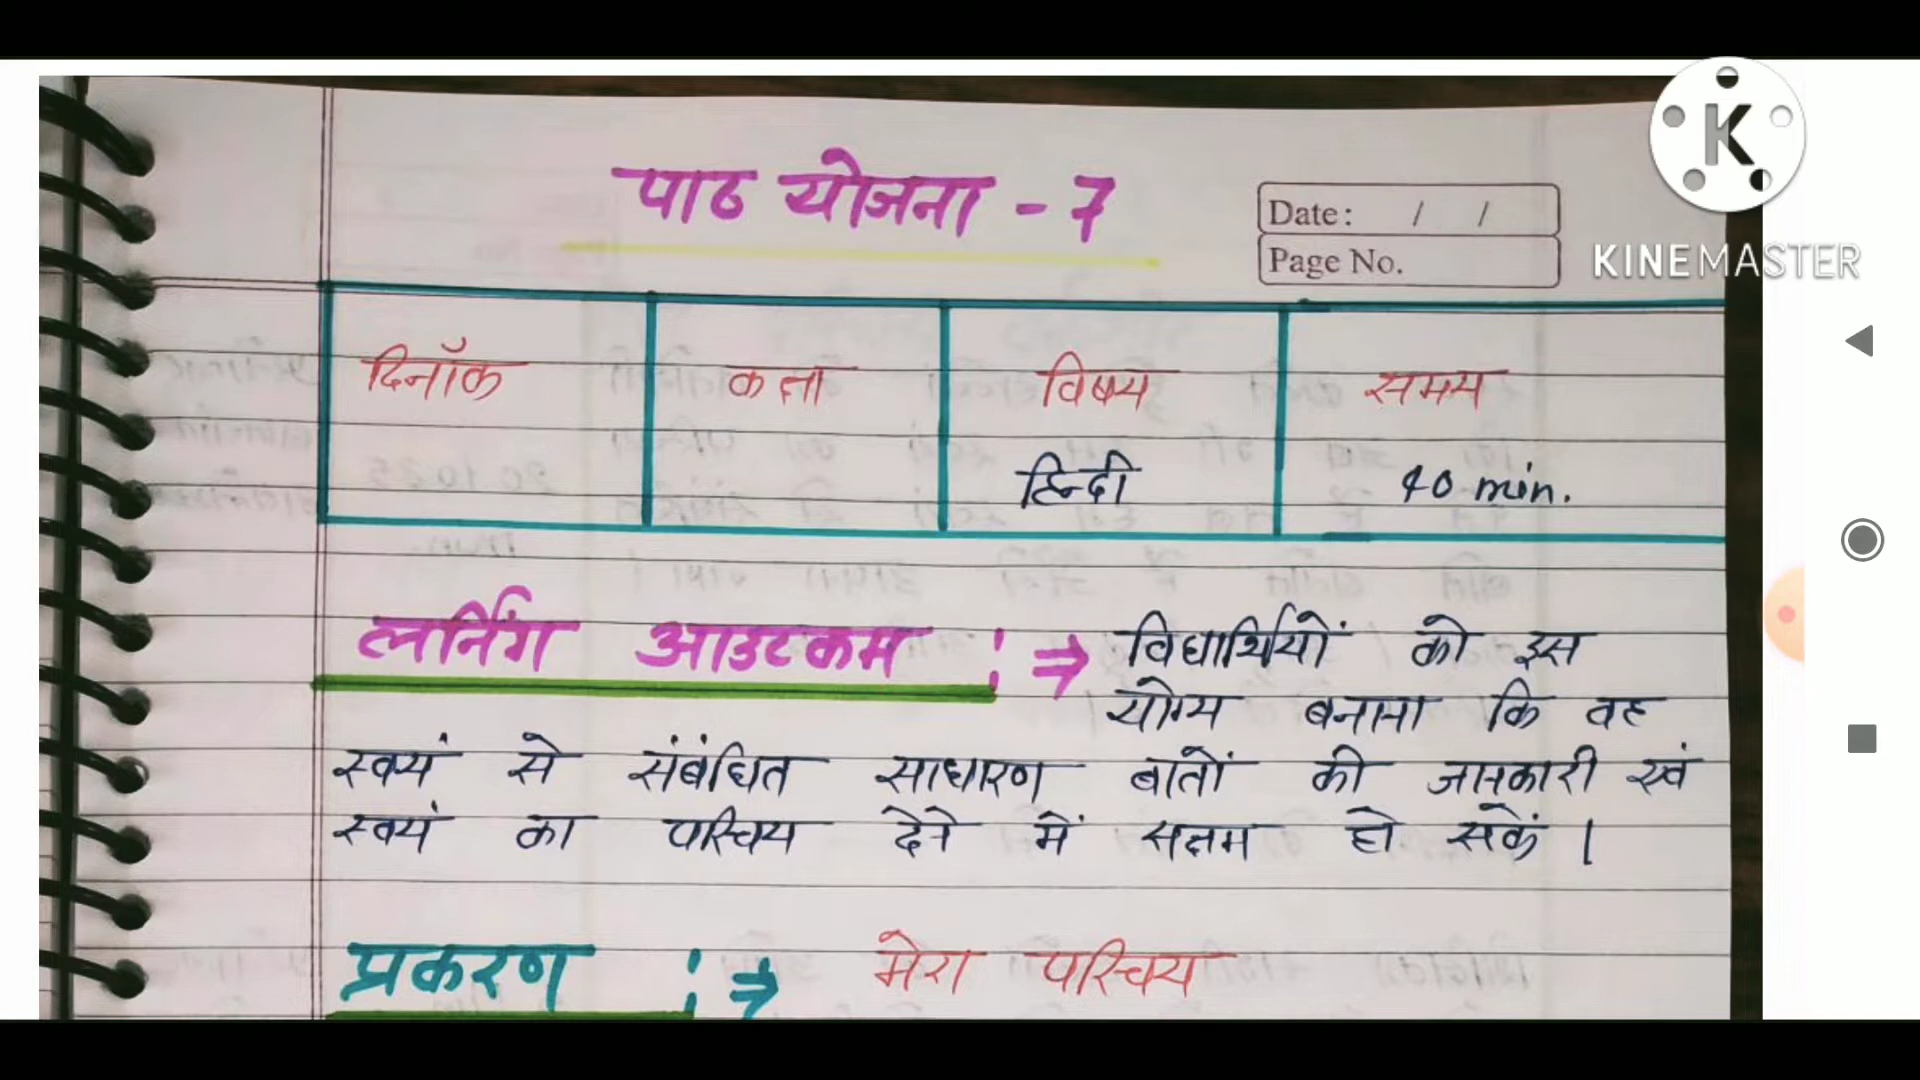 पाठ योजना - 7
Date: / /
Page No.
K
KINEMASTER
दिनाँक कक्षा विषय समय
हिन्दी 40 min.
लर्निंग आउटकम : ⇒ विद्यार्थियों को इस
योग्य बनाना कि वह
स्वयं से संबंधित साधारण बातों की जानकारी एवं
स्वयं का परिचय देने में सक्षम हो सकें ।
प्रकरण : ⇒ मेरा परिचय